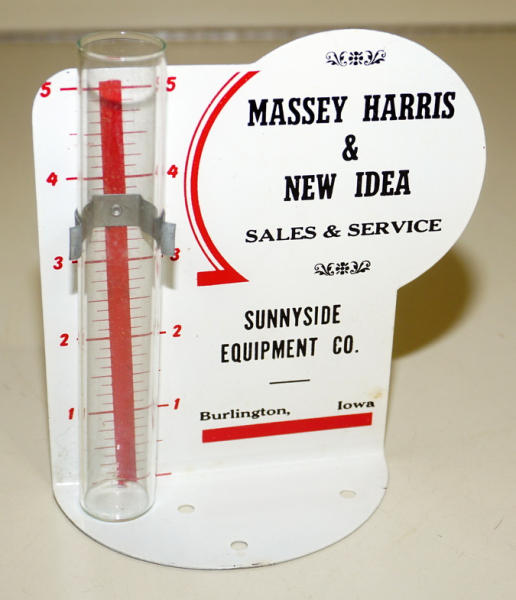 MASSEY HARRIS
&
NEW IDEA
SALES & SERVICE
SUNNYSIDE
EQUIPMENT CO.
Burlington, Iowa
5 5
4 4
3 3
2 2
1 1